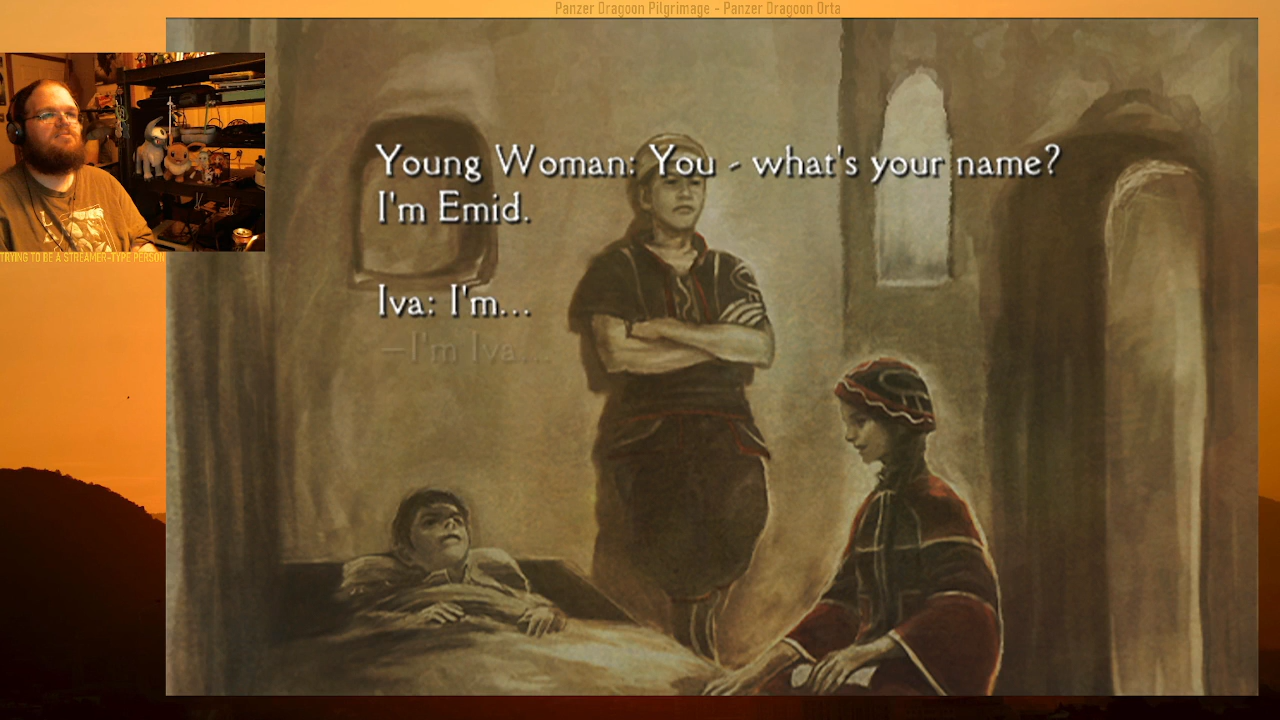 Panzer Dragoon Pilgrimage - Panzer Dragoon Orta
Young Woman: You - what's your name?
I'm Emid.
Iva: I'm...
—I'm Iva...
TRYING TO BE A STREAMER-TYPE PERSON